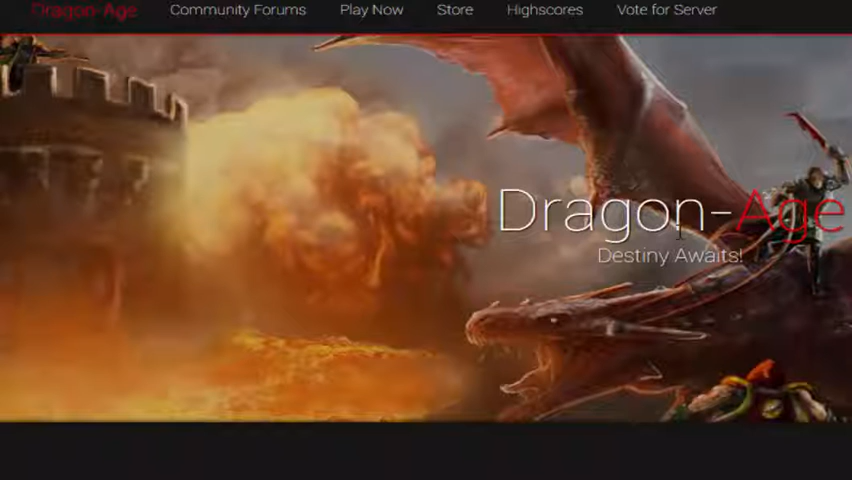 Dragon-Age Community Forums Play Now Store Highscores Vote for Server
Dragon-Age
Destiny Awaits!